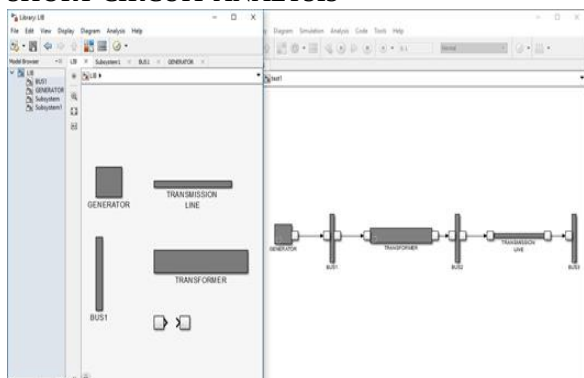 SHORT CIRCUIT ANALYSIS
Library: LIB
File Edit View Display Diagram Analysis Help
Model Browser
LIB
BUS1
GENERATOR
Subsystem
Subsystem1
LIB Subsystem1 BUS1 GENERATOR
LIB
GENERATOR
TRANSMISSION
LINE
BUS1
TRANSFORMER
Diagram Simulation Analysis Code Tools Help
Normal
test1
GENERATOR
BUS1
TRANSFORMER
BUS2
TRANSMISSION
LINE
BUS3